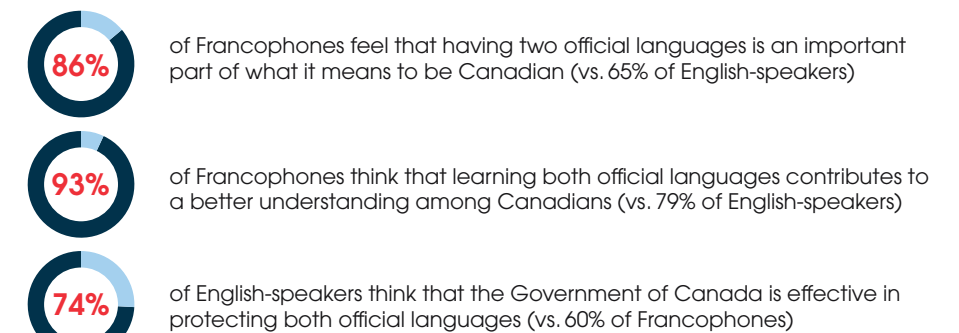 86%
of Francophones feel that having two official languages is an important
part of what it means to be Canadian (vs. 65% of English-speakers)
93%
of Francophones think that learning both official languages contributes to
a better understanding among Canadians (vs. 79% of English-speakers)
74%
of English-speakers think that the Government of Canada is effective in
protecting both official languages (vs. 60% of Francophones)